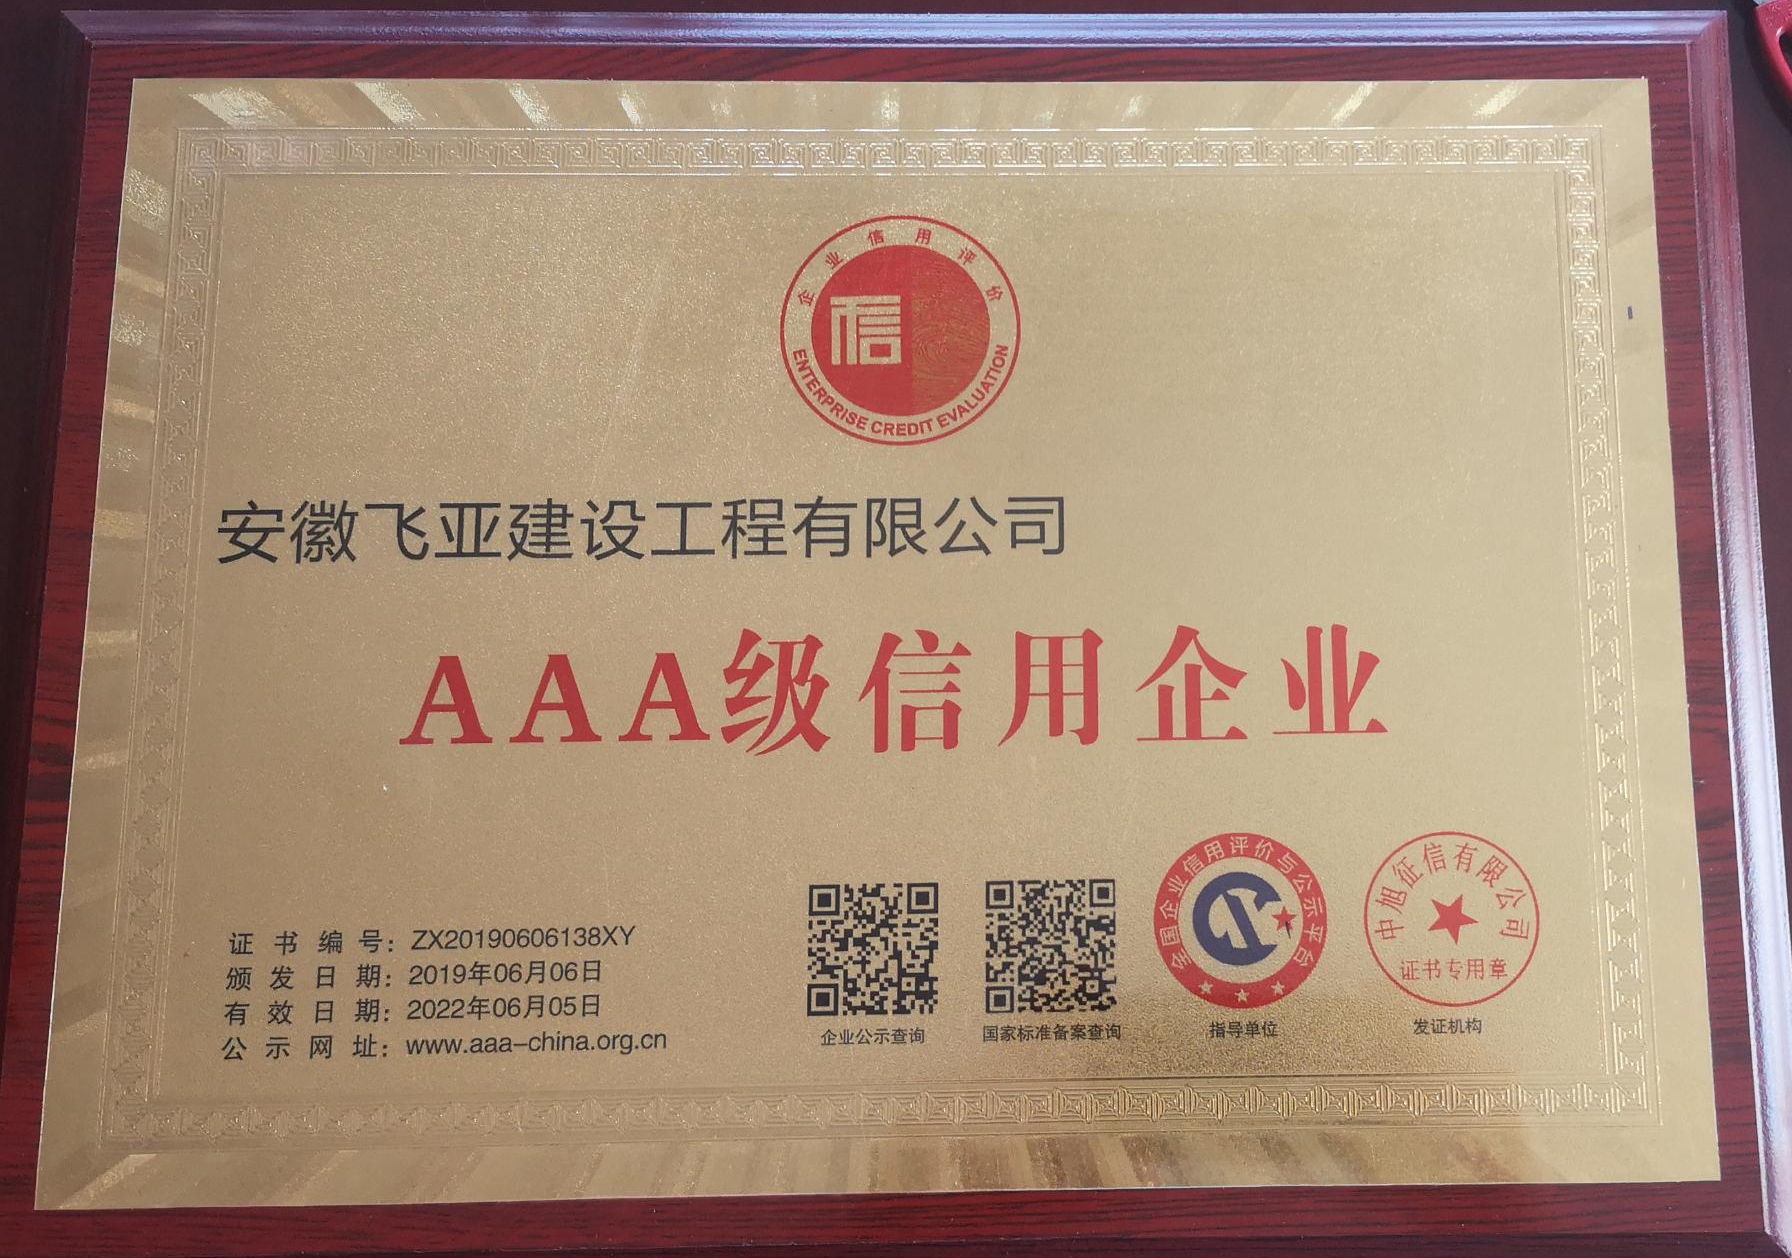 企业信用评价
信
ENTERPRISE CREDIT EVALUATION
安徽飞亚建设工程有限公司
AAA级信用企业
证书编号：ZX20190606138XY
颁发日期：2019年06月06日
有效日期：2022年06月05日
公示网址：www.aaa-china.org.cn
企业公示查询
国家标准备案查询
全国企业信用评价与公示平台
指导单位
中旭征信有限公司
证书专用章
发证机构